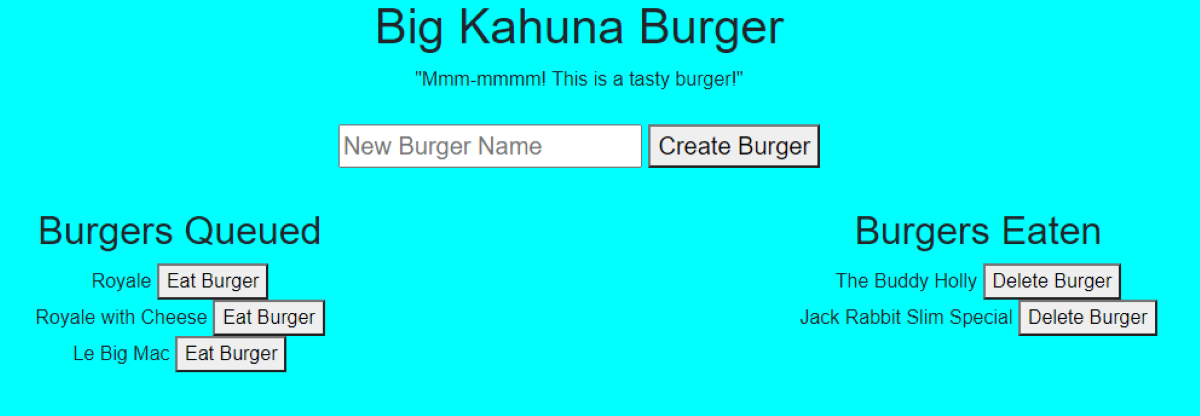 Big Kahuna Burger
"Mmm-mmmm! This is a tasty burger!"
New Burger Name Create Burger
Burgers Queued
Royale Eat Burger
Royale with Cheese Eat Burger
Le Big Mac Eat Burger
Burgers Eaten
The Buddy Holly Delete Burger
Jack Rabbit Slim Special Delete Burger